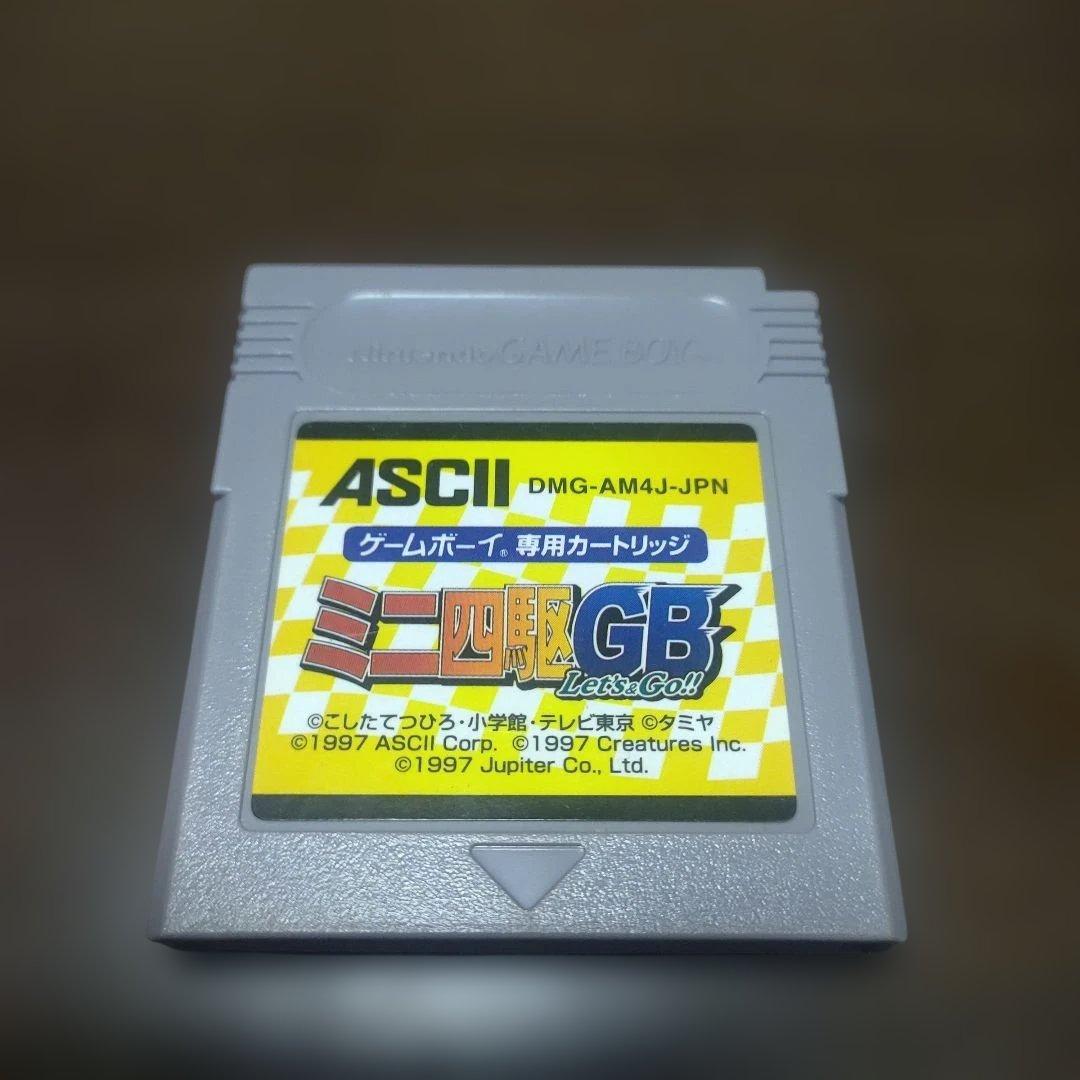 Nintendo GAME BOY™
ASCII DMG-AM4J-JPN
ゲームボーイ® 専用カートリッジ
ミニ四駆GB
Let's&Go!!
©こしたてつひろ・小学館・テレビ東京 ©タミヤ
©1997 ASCII Corp. ©1997 Creatures Inc.
©1997 Jupiter Co., Ltd.